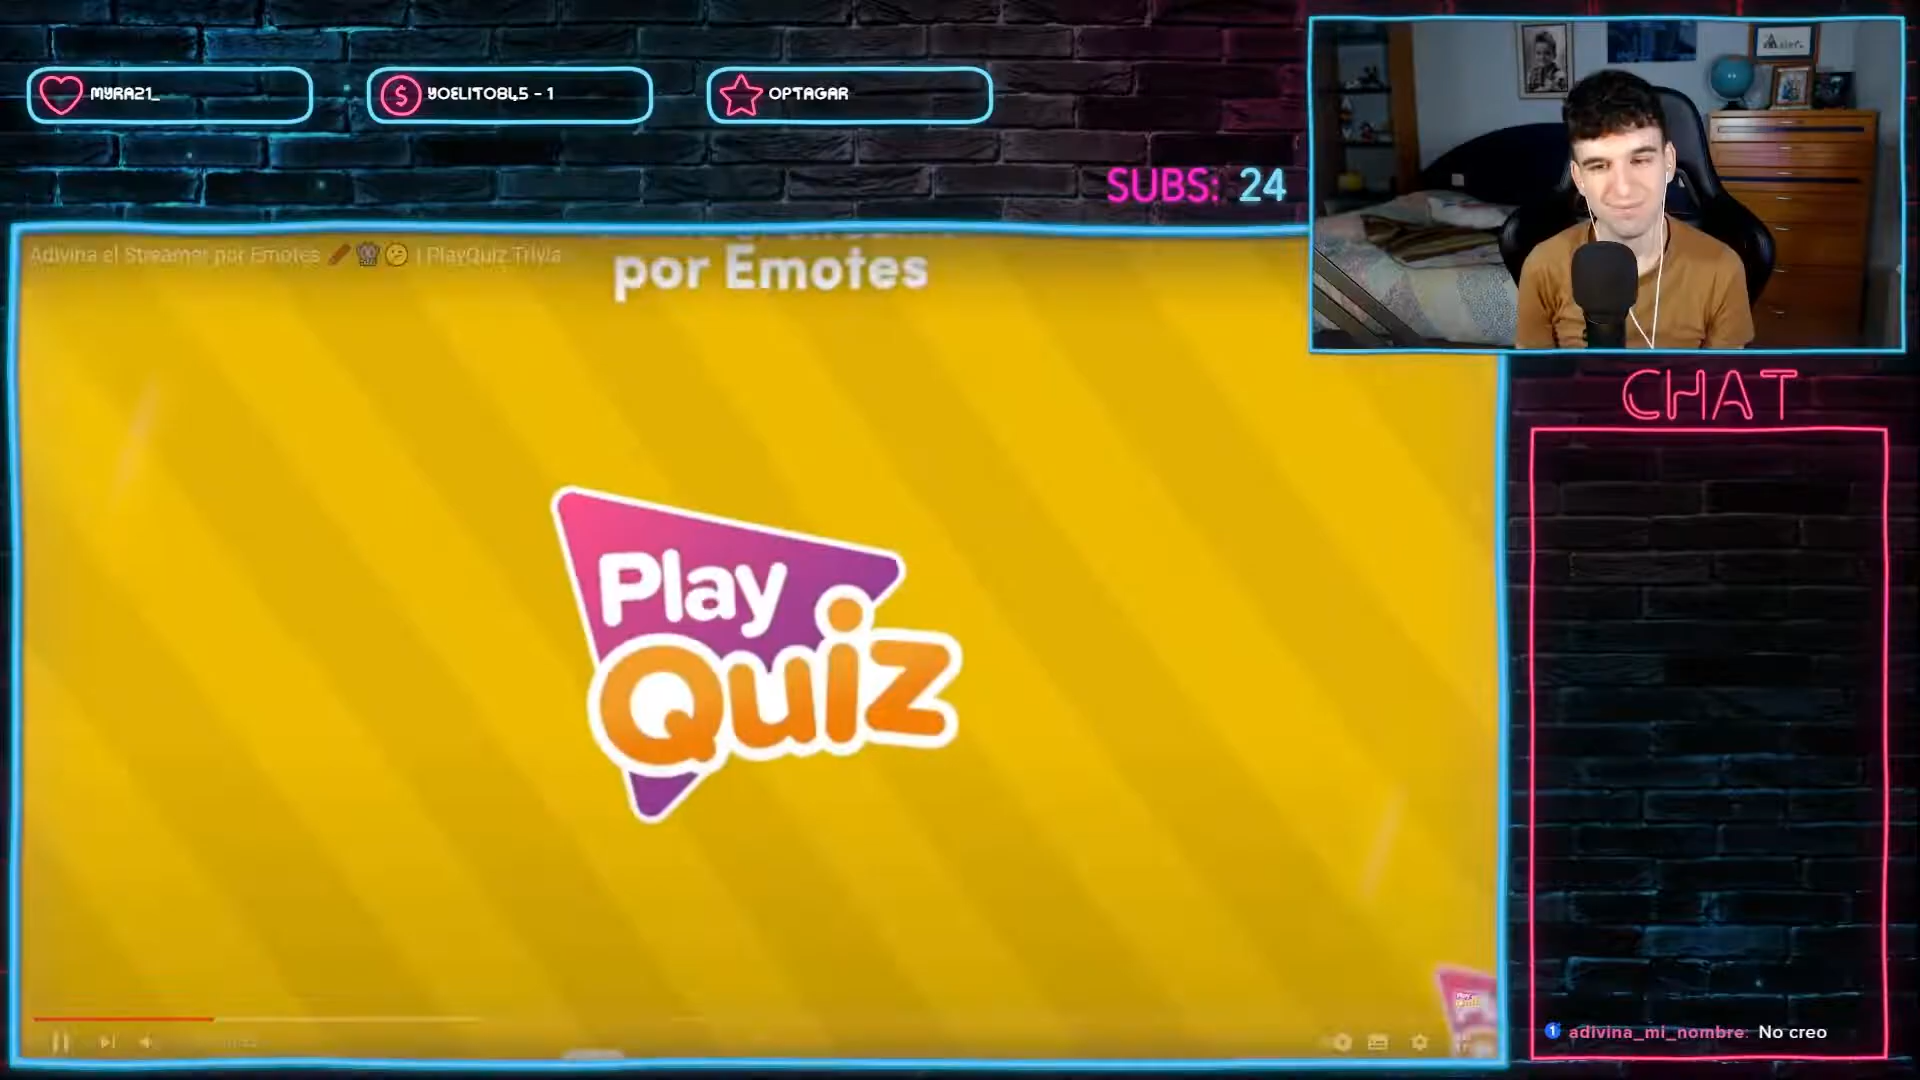 MYRA21_
YOELITO845 - 1
OPTAGAR
SUBS: 24
Adivina el Streamer por Emotes | PlayQuiz Trivia
por Emotes
Play
Quiz
CHAT
adivina_mi_nombre: No creo